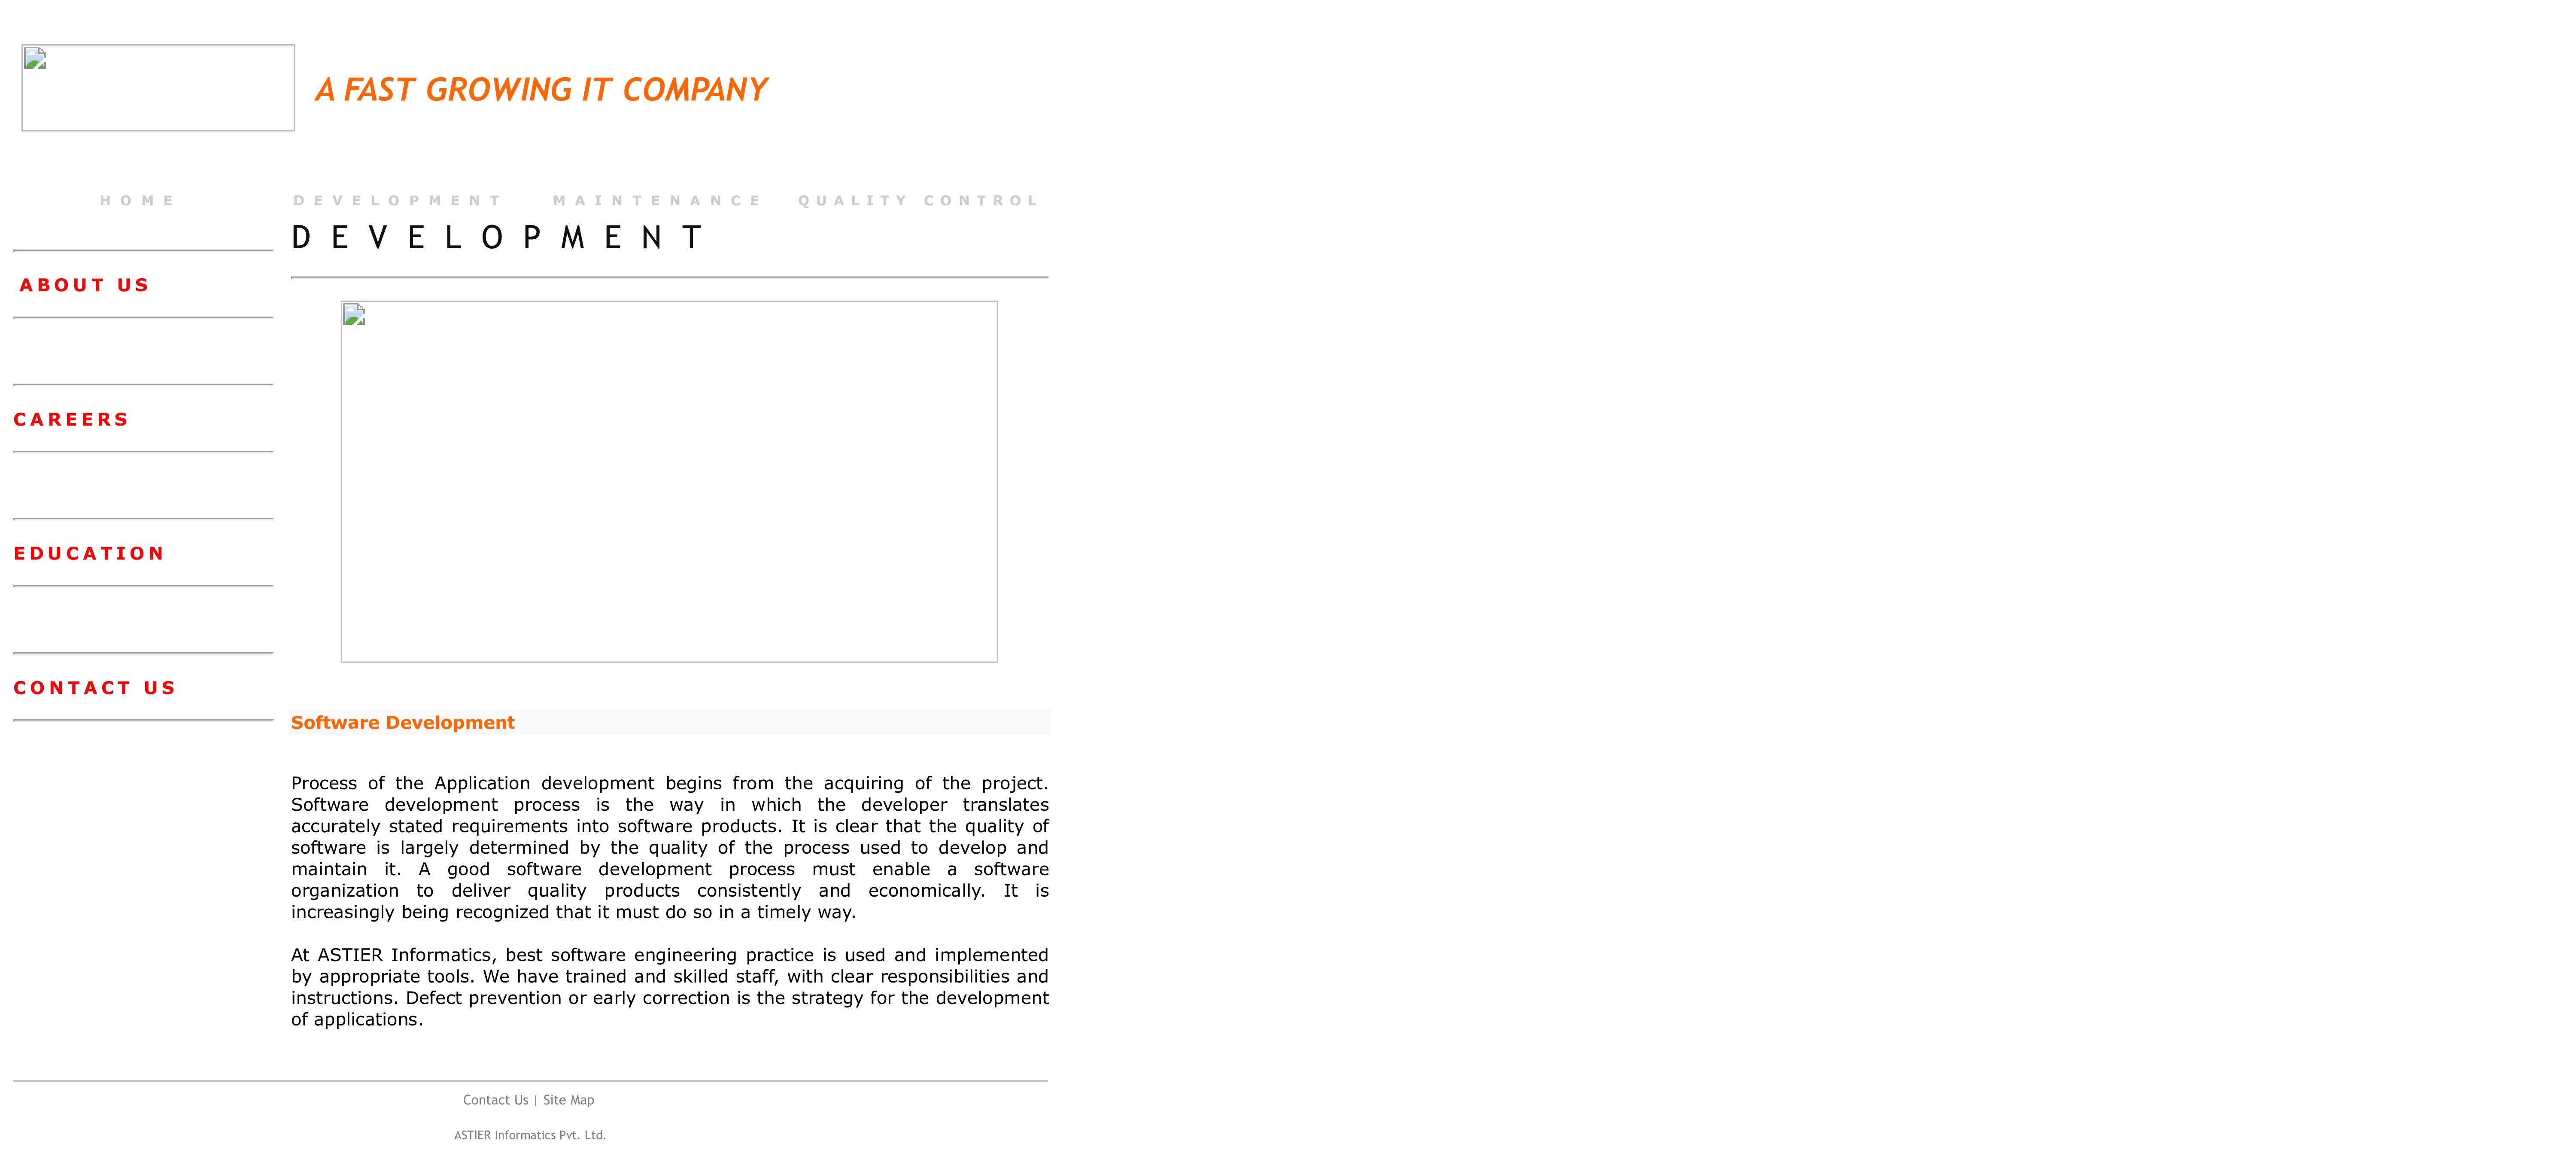 A FAST GROWING IT COMPANY
HOME DEVELOPMENT MAINTENANCE QUALITY CONTROL
DEVELOPMENT
ABOUT US
CAREERS
EDUCATION
CONTACT US
Software Development
Process of the Application development begins from the acquiring of the project.
Software development process is the way in which the developer translates
accurately stated requirements into software products. It is clear that the quality of
software is largely determined by the quality of the process used to develop and
maintain it. A good software development process must enable a software
organization to deliver quality products consistently and economically. It is
increasingly being recognized that it must do so in a timely way.
At ASTIER Informatics, best software engineering practice is used and implemented
by appropriate tools. We have trained and skilled staff, with clear responsibilities and
instructions. Defect prevention or early correction is the strategy for the development
of applications.
Contact Us | Site Map
ASTIER Informatics Pvt. Ltd.